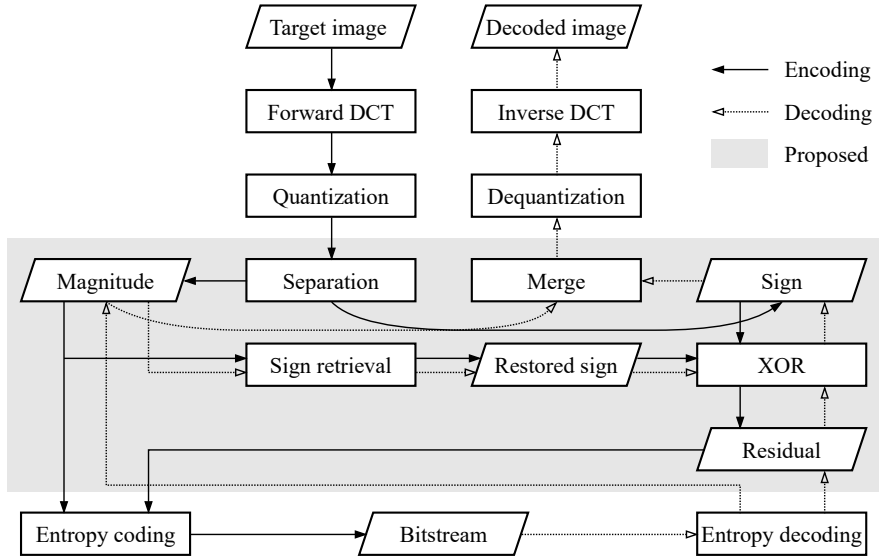 Target image
Decoded image
Encoding
Forward DCT
Inverse DCT
Decoding
Proposed
Quantization
Dequantization
Magnitude
Separation
Merge
Sign
Sign retrieval
Restored sign
XOR
Residual
Entropy coding
Bitstream
Entropy decoding